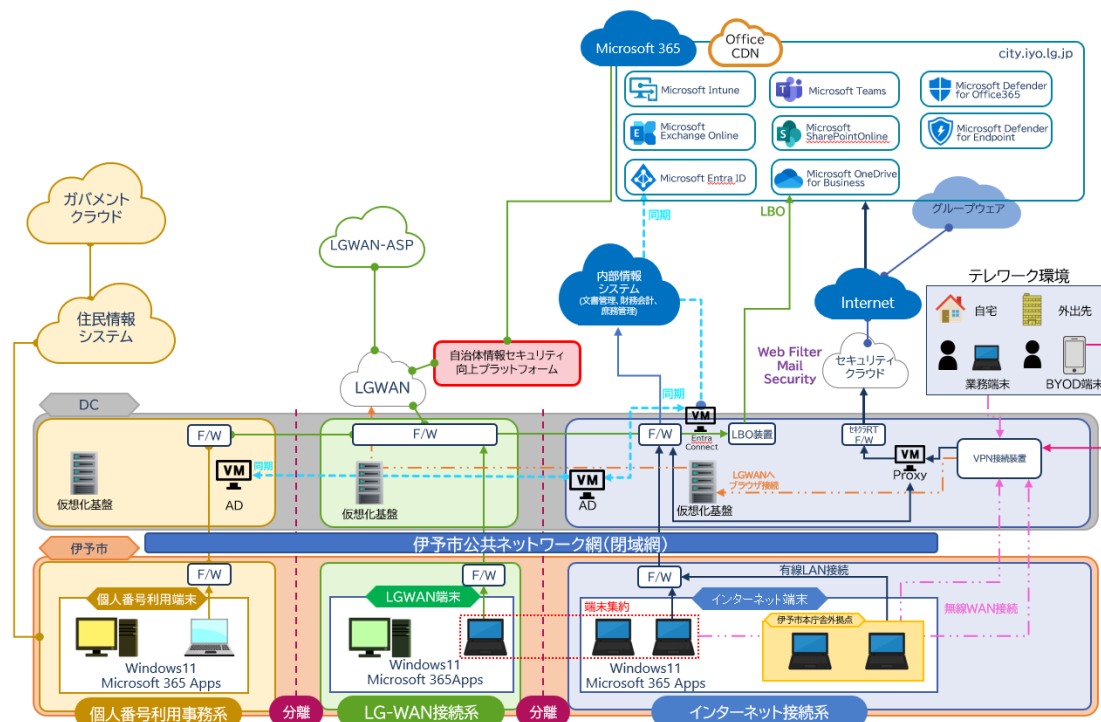 Microsoft 365
Office
CDN
city.iyo.lg.jp
Microsoft Intune
Microsoft Teams
Microsoft Defender
for Office365
Microsoft
Exchange Online
Microsoft
SharePointOnline
Microsoft Defender
for Endpoint
Microsoft Entra ID
Microsoft OneDrive
for Business
ガバメント
クラウド
住民情報
システム
LGWAN-ASP
LGWAN
自治体情報セキュリティ
向上プラットフォーム
同期
内部情報
システム
(文書管理、財務会計、
庶務管理)
LBO
グループウェア
Internet
Web Filter
Mail
Security
セキュリティ
クラウド
テレワーク環境
自宅
外出先
業務端末
BYOD端末
DC
F/W
F/W
F/W
同期
VM
Entra
Connect
LBO装置
セキクラRT
F/W
VM
Proxy
VPN接続装置
仮想化基盤
同期
VM
AD
仮想化基盤
VM
AD
仮想化基盤
LGWANへ
ブラウザ接続
伊予市公共ネットワーク網(閉域網)
伊予市
F/W
F/W
F/W
有線LAN接続
無線WAN接続
個人番号利用端末
Windows11
Microsoft 365 Apps
LGWAN端末
Windows11
Microsoft 365Apps
端末集約
インターネット端末
Windows11
Microsoft 365 Apps
伊予市本庁舎外拠点
個人番号利用事務系
分離
LG-WAN接続系
分離
インターネット接続系